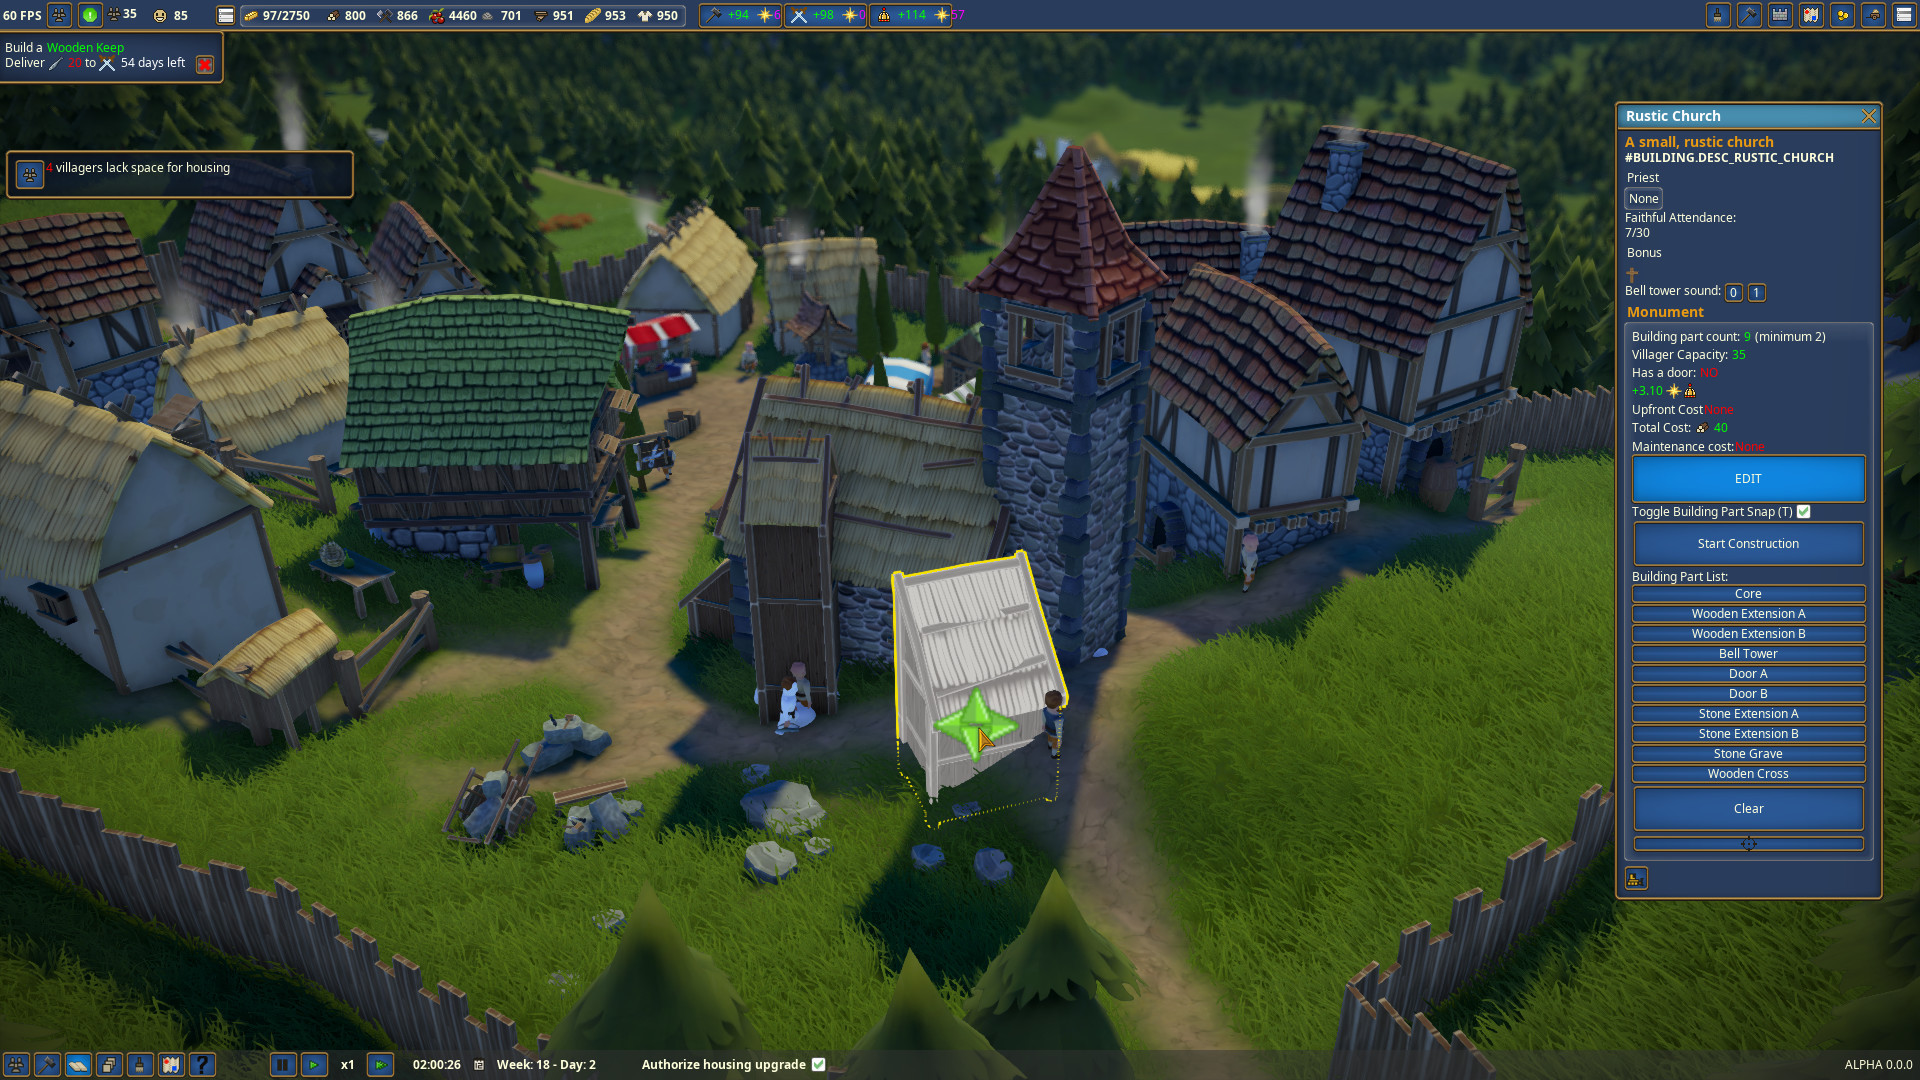 60 FPS
35
85
97/2750
800
866
4460
701
951
953
950
+94
6
+98
0
+114
57
Build a Wooden Keep
Deliver 20 to 54 days left
4 villagers lack space for housing
Rustic Church
A small, rustic church
#BUILDING.DESC_RUSTIC_CHURCH
Priest
None
Faithful Attendance:
7/30
Bonus
Bell tower sound: 0 1
Monument
Building part count: 9 (minimum 2)
Villager Capacity: 35
Has a door: NO
+3.10
Upfront CostNone
Total Cost: 40
Maintenance cost:None
EDIT
Toggle Building Part Snap (T)
Start Construction
Building Part List:
Core
Wooden Extension A
Wooden Extension B
Bell Tower
Door A
Door B
Stone Extension A
Stone Extension B
Stone Grave
Wooden Cross
Clear
?
x1
02:00:26
Week: 18 - Day: 2
Authorize housing upgrade
ALPHA 0.0.0